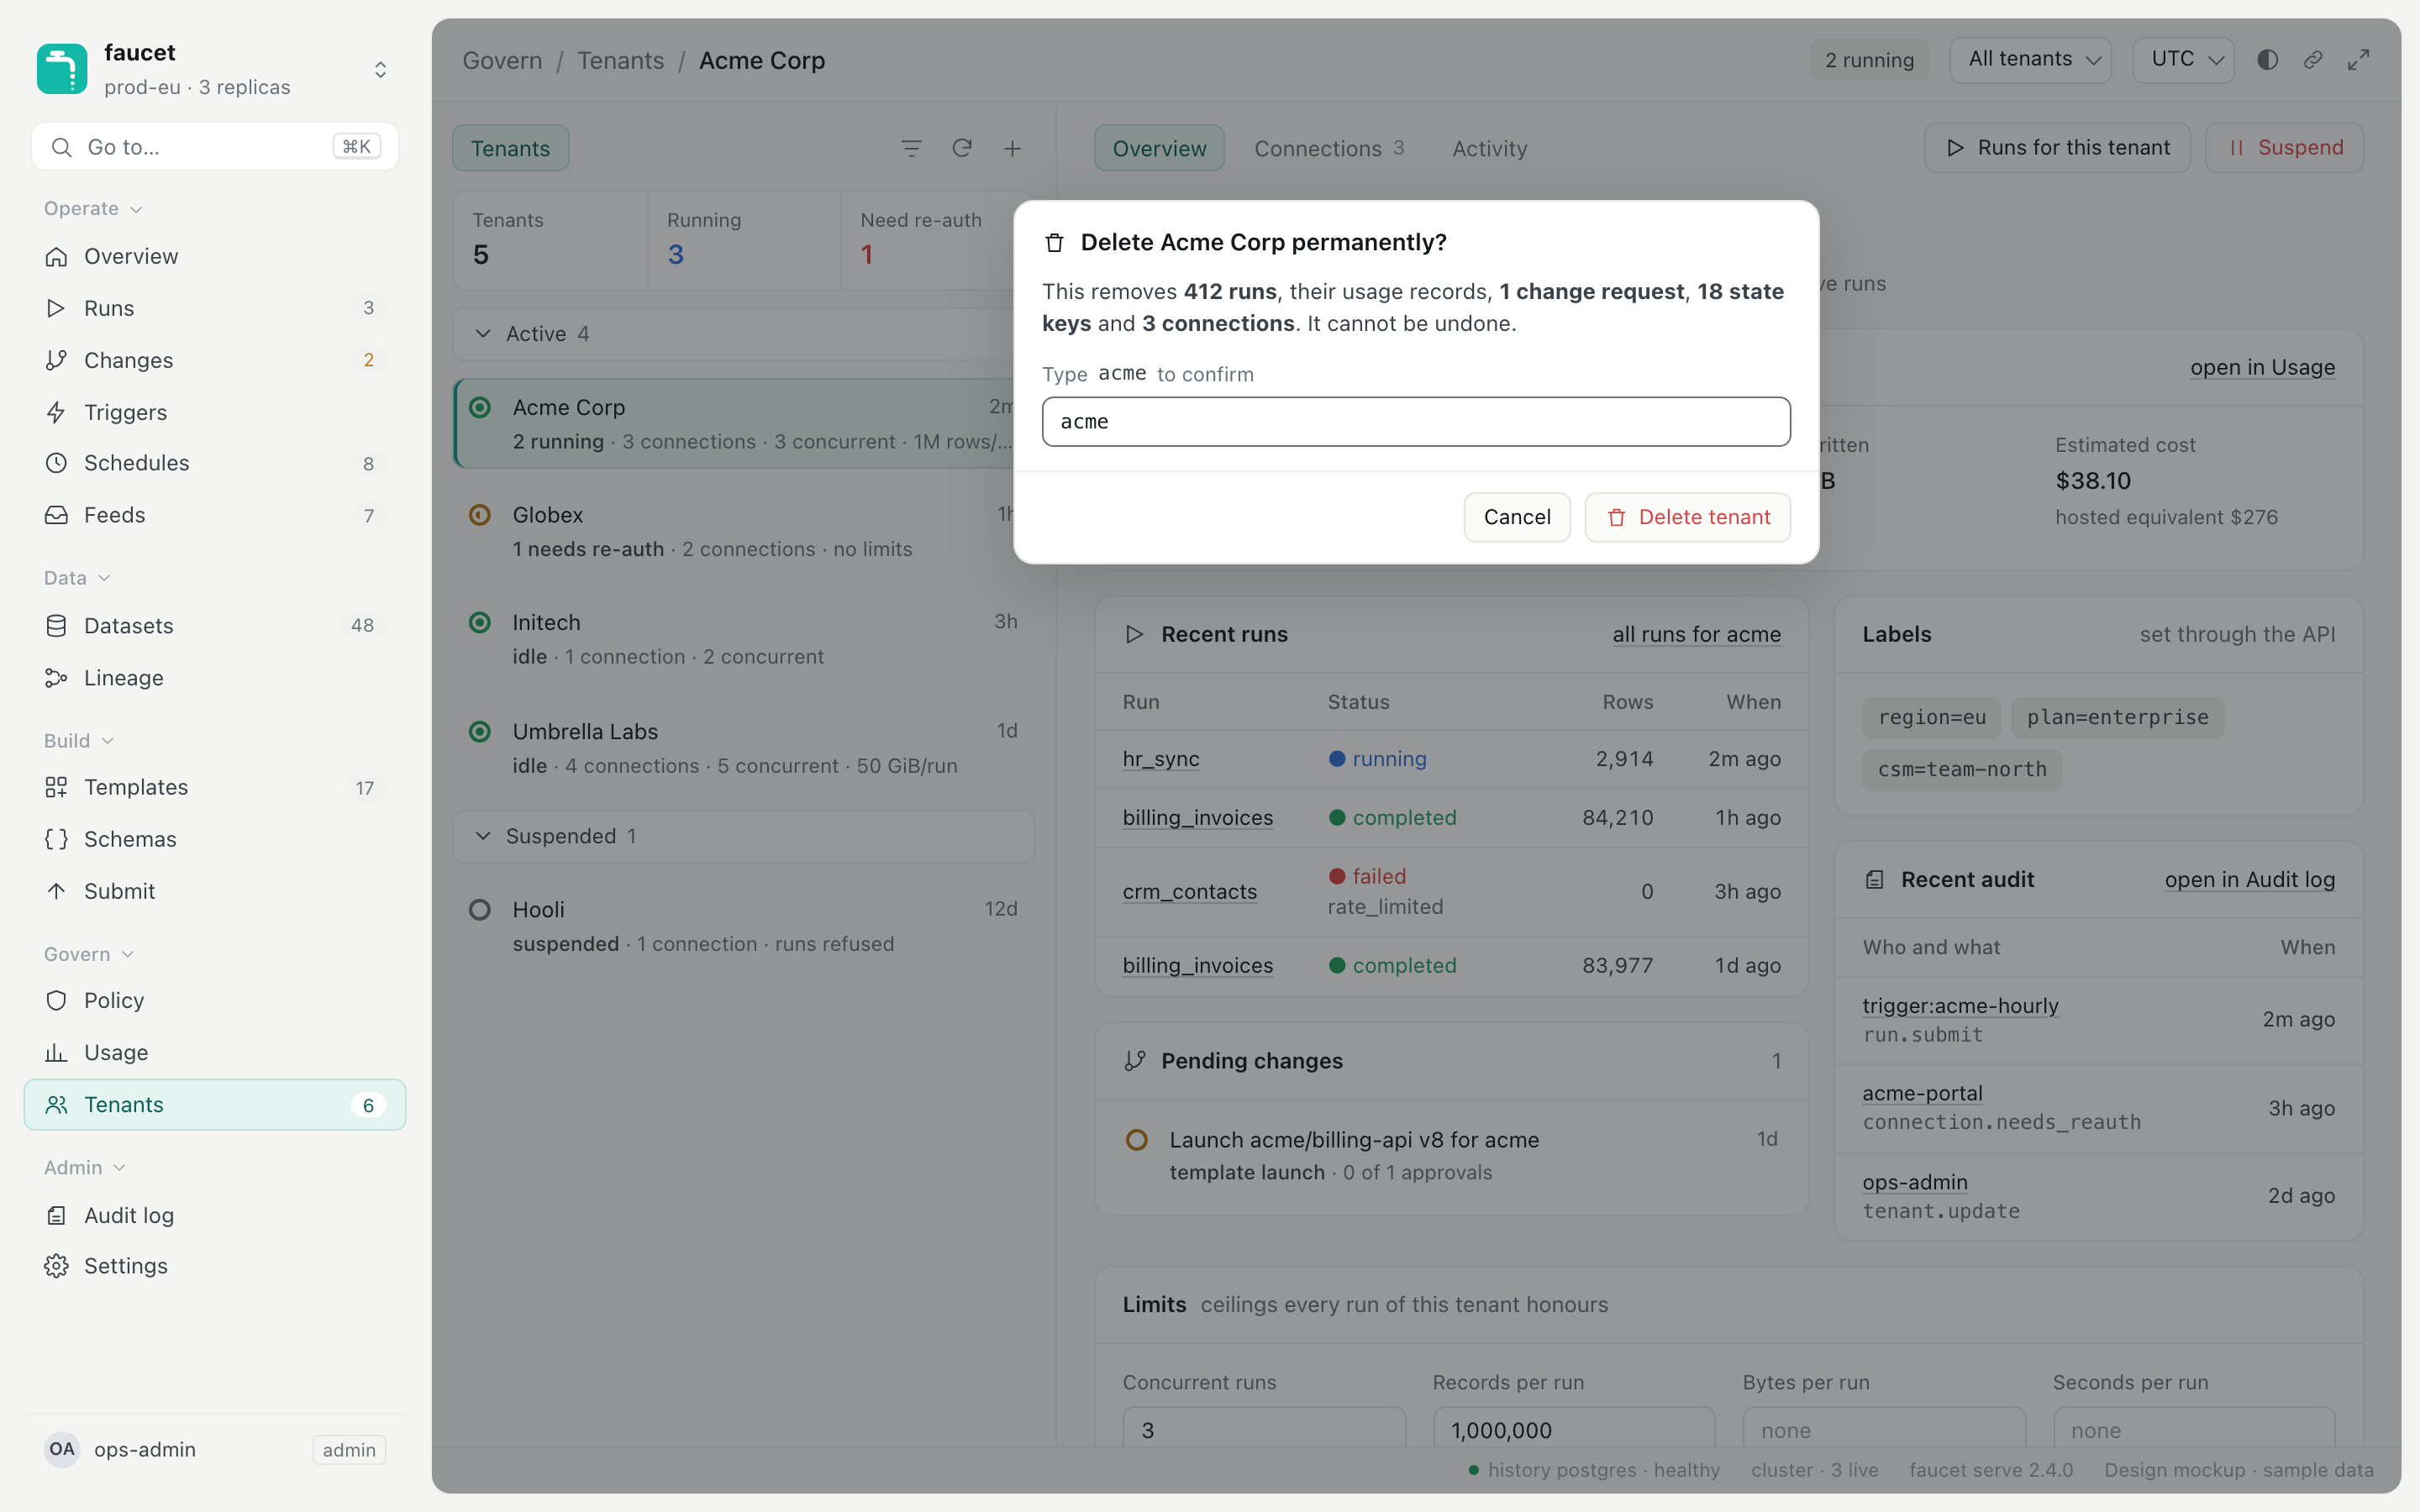 faucet
prod-eu · 3 replicas
Go to...
⌘K
Operate
Overview
Runs 3
Changes 2
Triggers
Schedules 8
Feeds 7
Data
Datasets 48
Lineage
Build
Templates 17
Schemas
Submit
Govern
Policy
Usage
Tenants 6
Admin
Audit log
Settings
OA ops-admin admin
Govern / Tenants / Acme Corp
2 running
All tenants
UTC
Tenants
Tenants
5
Running
3
Need re-auth
1
Active 4
Acme Corp
2 running · 3 connections · 3 concurrent · 1M rows/...
Globex
1 needs re-auth · 2 connections · no limits
Initech 3h
idle · 1 connection · 2 concurrent
Umbrella Labs 1d
idle · 4 connections · 5 concurrent · 50 GiB/run
Suspended 1
Hooli 12d
suspended · 1 connection · runs refused
Overview
Connections 3
Activity
Runs for this tenant
Suspend
Delete Acme Corp permanently?
This removes 412 runs, their usage records, 1 change request, 18 state
keys and 3 connections. It cannot be undone.
Type acme to confirm
acme
Cancel
Delete tenant
runs
open in Usage
Estimated cost
$38.10
hosted equivalent $276
Recent runs
all runs for acme
Run Status Rows When
hr_sync running 2,914 2m ago
billing_invoices completed 84,210 1h ago
crm_contacts failed 0 3h ago
rate_limited
billing_invoices completed 83,977 1d ago
Pending changes 1
Launch acme/billing-api v8 for acme 1d
template launch · 0 of 1 approvals
Labels set through the API
region=eu
plan=enterprise
csm=team-north
Recent audit
open in Audit log
Who and what When
trigger:acme-hourly 2m ago
run.submit
acme-portal 3h ago
connection.needs_reauth
ops-admin 2d ago
tenant.update
Limits ceilings every run of this tenant honours
Concurrent runs
3
Records per run
1,000,000
Bytes per run
none
Seconds per run
none
history postgres · healthy
cluster · 3 live
faucet serve 2.4.0
Design mockup · sample data